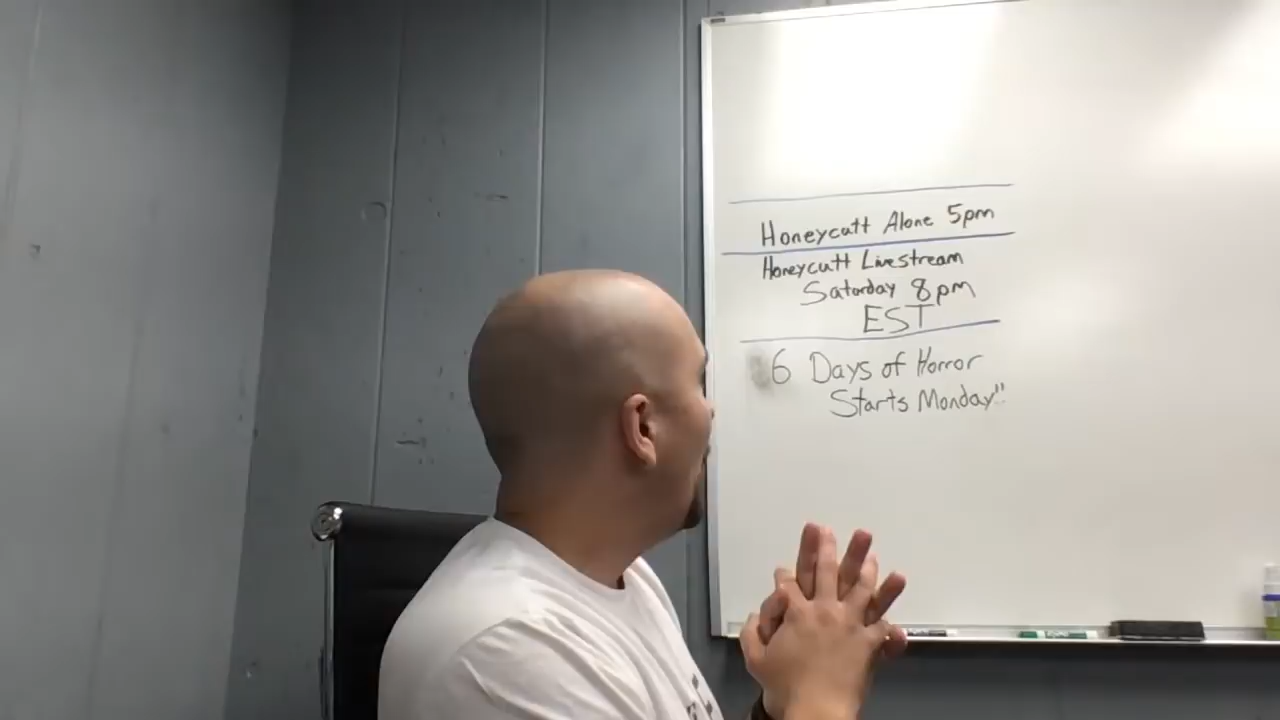 Honeycutt Alone 5pm
Honeycutt Livestream
Saturday 8pm
EST
6 Days of Horror
Starts Monday!!